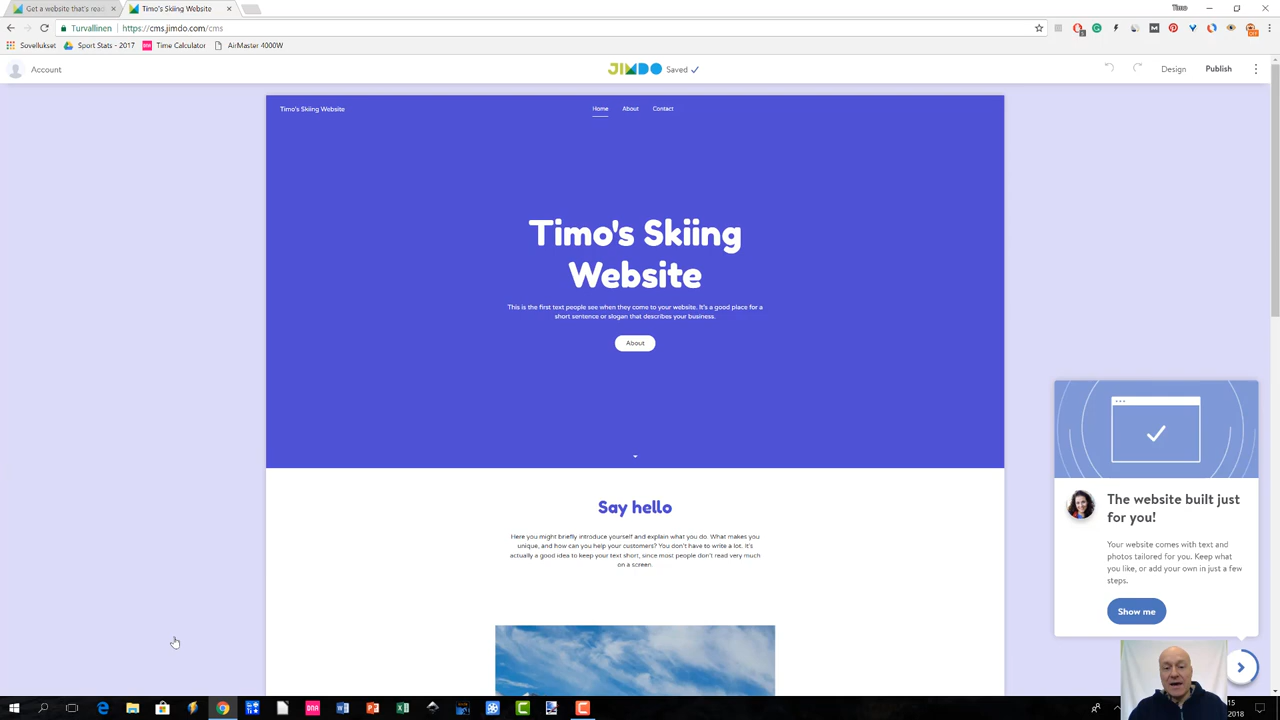 Get a website that's read
Timo's Skiing Website
Timo
Turvallinen
https://cms.jimdo.com/cms
Sovellukset
Sport Stats - 2017
DNA
Time Calculator
AirMaster 4000W
Account
JIMDO
Saved
Design
Publish
Timo's Skiing Website
Home
About
Contact
Timo's Skiing
Website
This is the first text people see when they come to your website. It's a good place for a
short sentence or slogan that describes your business.
About
Say hello
Here you might briefly introduce yourself and explain what you do. What makes you
unique, and how can you help your customers? You don't have to write a lot. It's
actually a good idea to keep your text short, since most people don't read very much
on a screen.
The website built just
for you!
Your website comes with text and
photos tailored for you. Keep what
you like, or add your own in just a few
steps.
Show me
DNA
15
2018